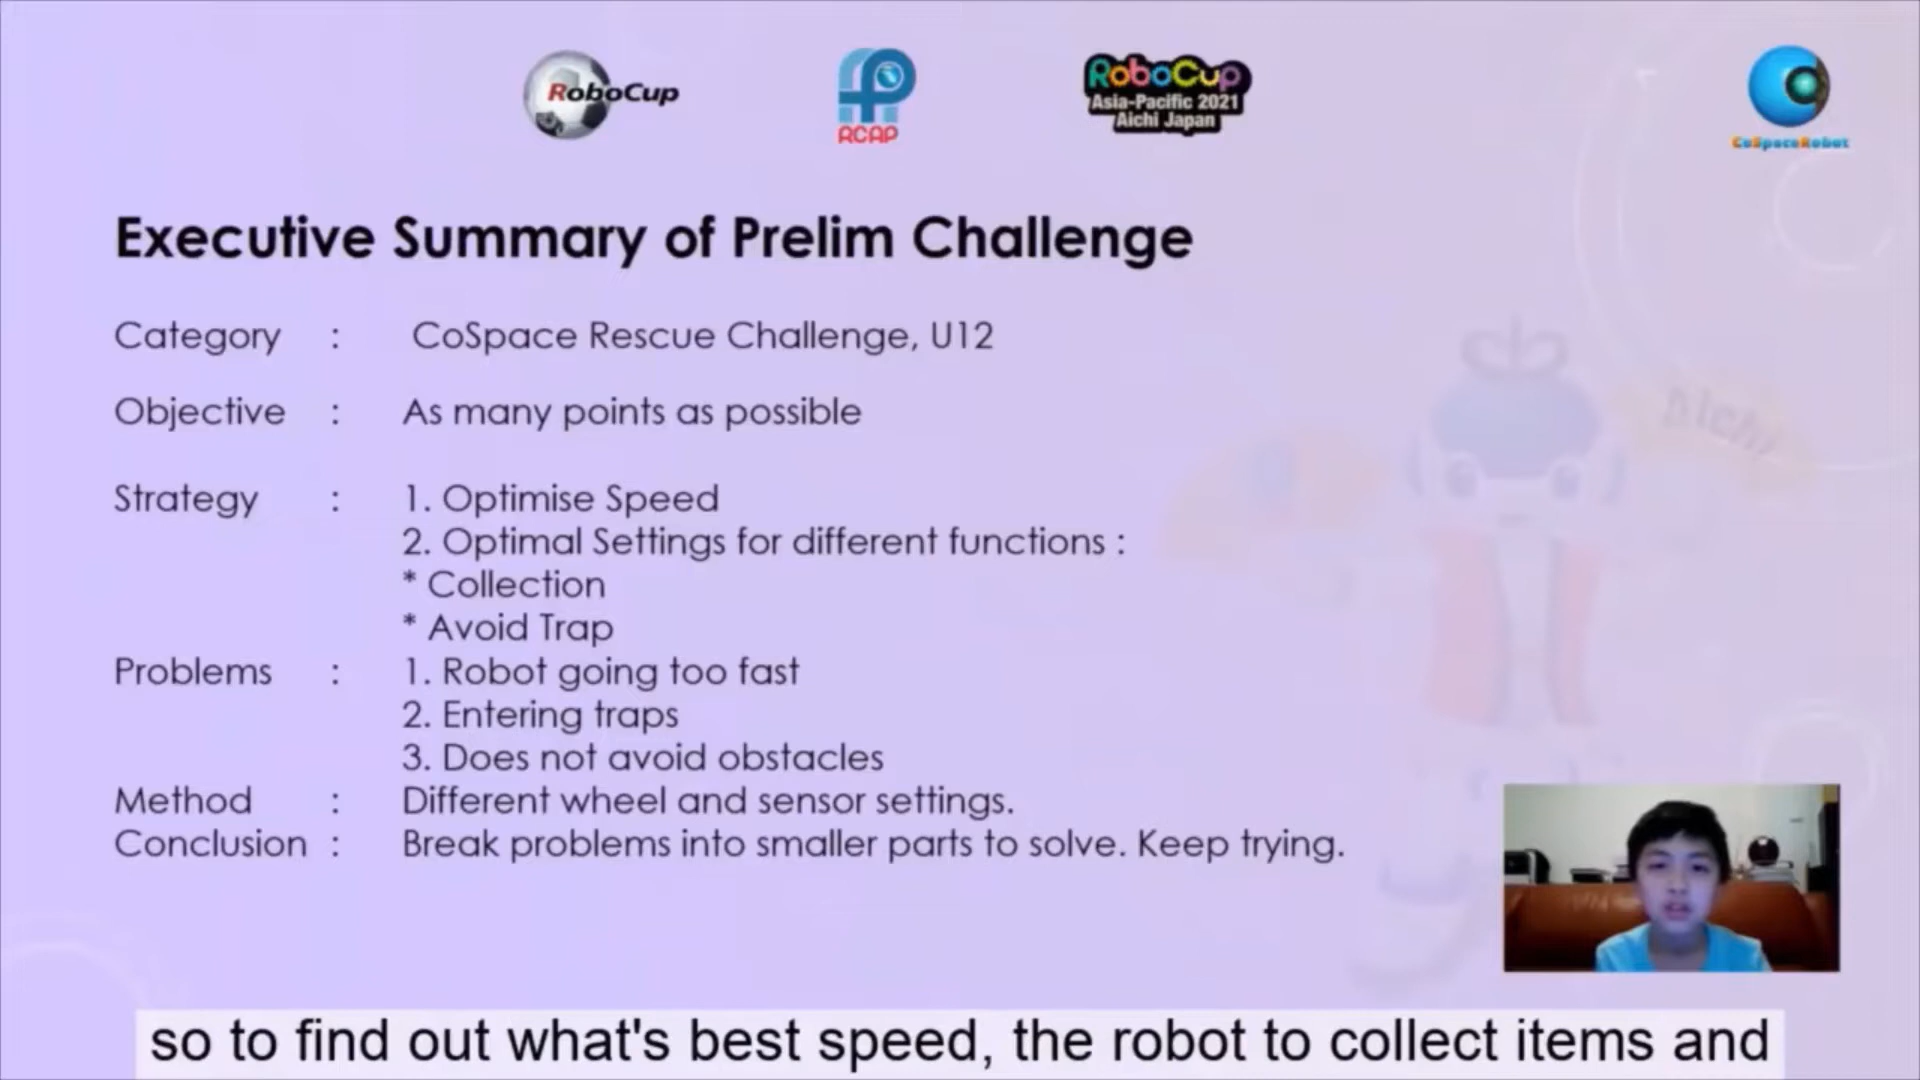 RoboCup
RCAP
RoboCup
Asia-Pacific 2021
Aichi Japan
CoSpaceRobot
Executive Summary of Prelim Challenge
Category : CoSpace Rescue Challenge, U12
Objective : As many points as possible
Strategy : 1. Optimise Speed
2. Optimal Settings for different functions :
* Collection
* Avoid Trap
Problems : 1. Robot going too fast
2. Entering traps
3. Does not avoid obstacles
Method : Different wheel and sensor settings.
Conclusion : Break problems into smaller parts to solve. Keep trying.
Aichi
so to find out what's best speed, the robot to collect items and